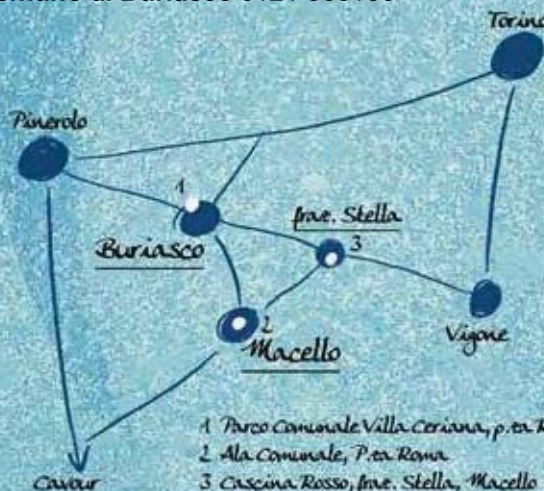 Torino
Pinerolo
1
Buriasco
fraz. Stella
3
2
Macello
Vigone
Cavour
1 Parco Comunale Villa Ceriana, p.za
2 Ala Comunale, P.za Roma
3 Cascina Rosso, fraz. Stella, Macello